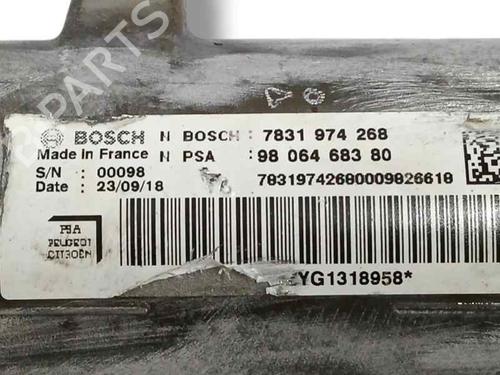 PARTS
BOSCH N BOSCH : 7831 974 268
Made in France N PSA : 98 064 683 80
S/N : 00098
Date : 23/09/18 78319742680009826618
PSA
PEUGEOT
CITROËN
YG1318958*